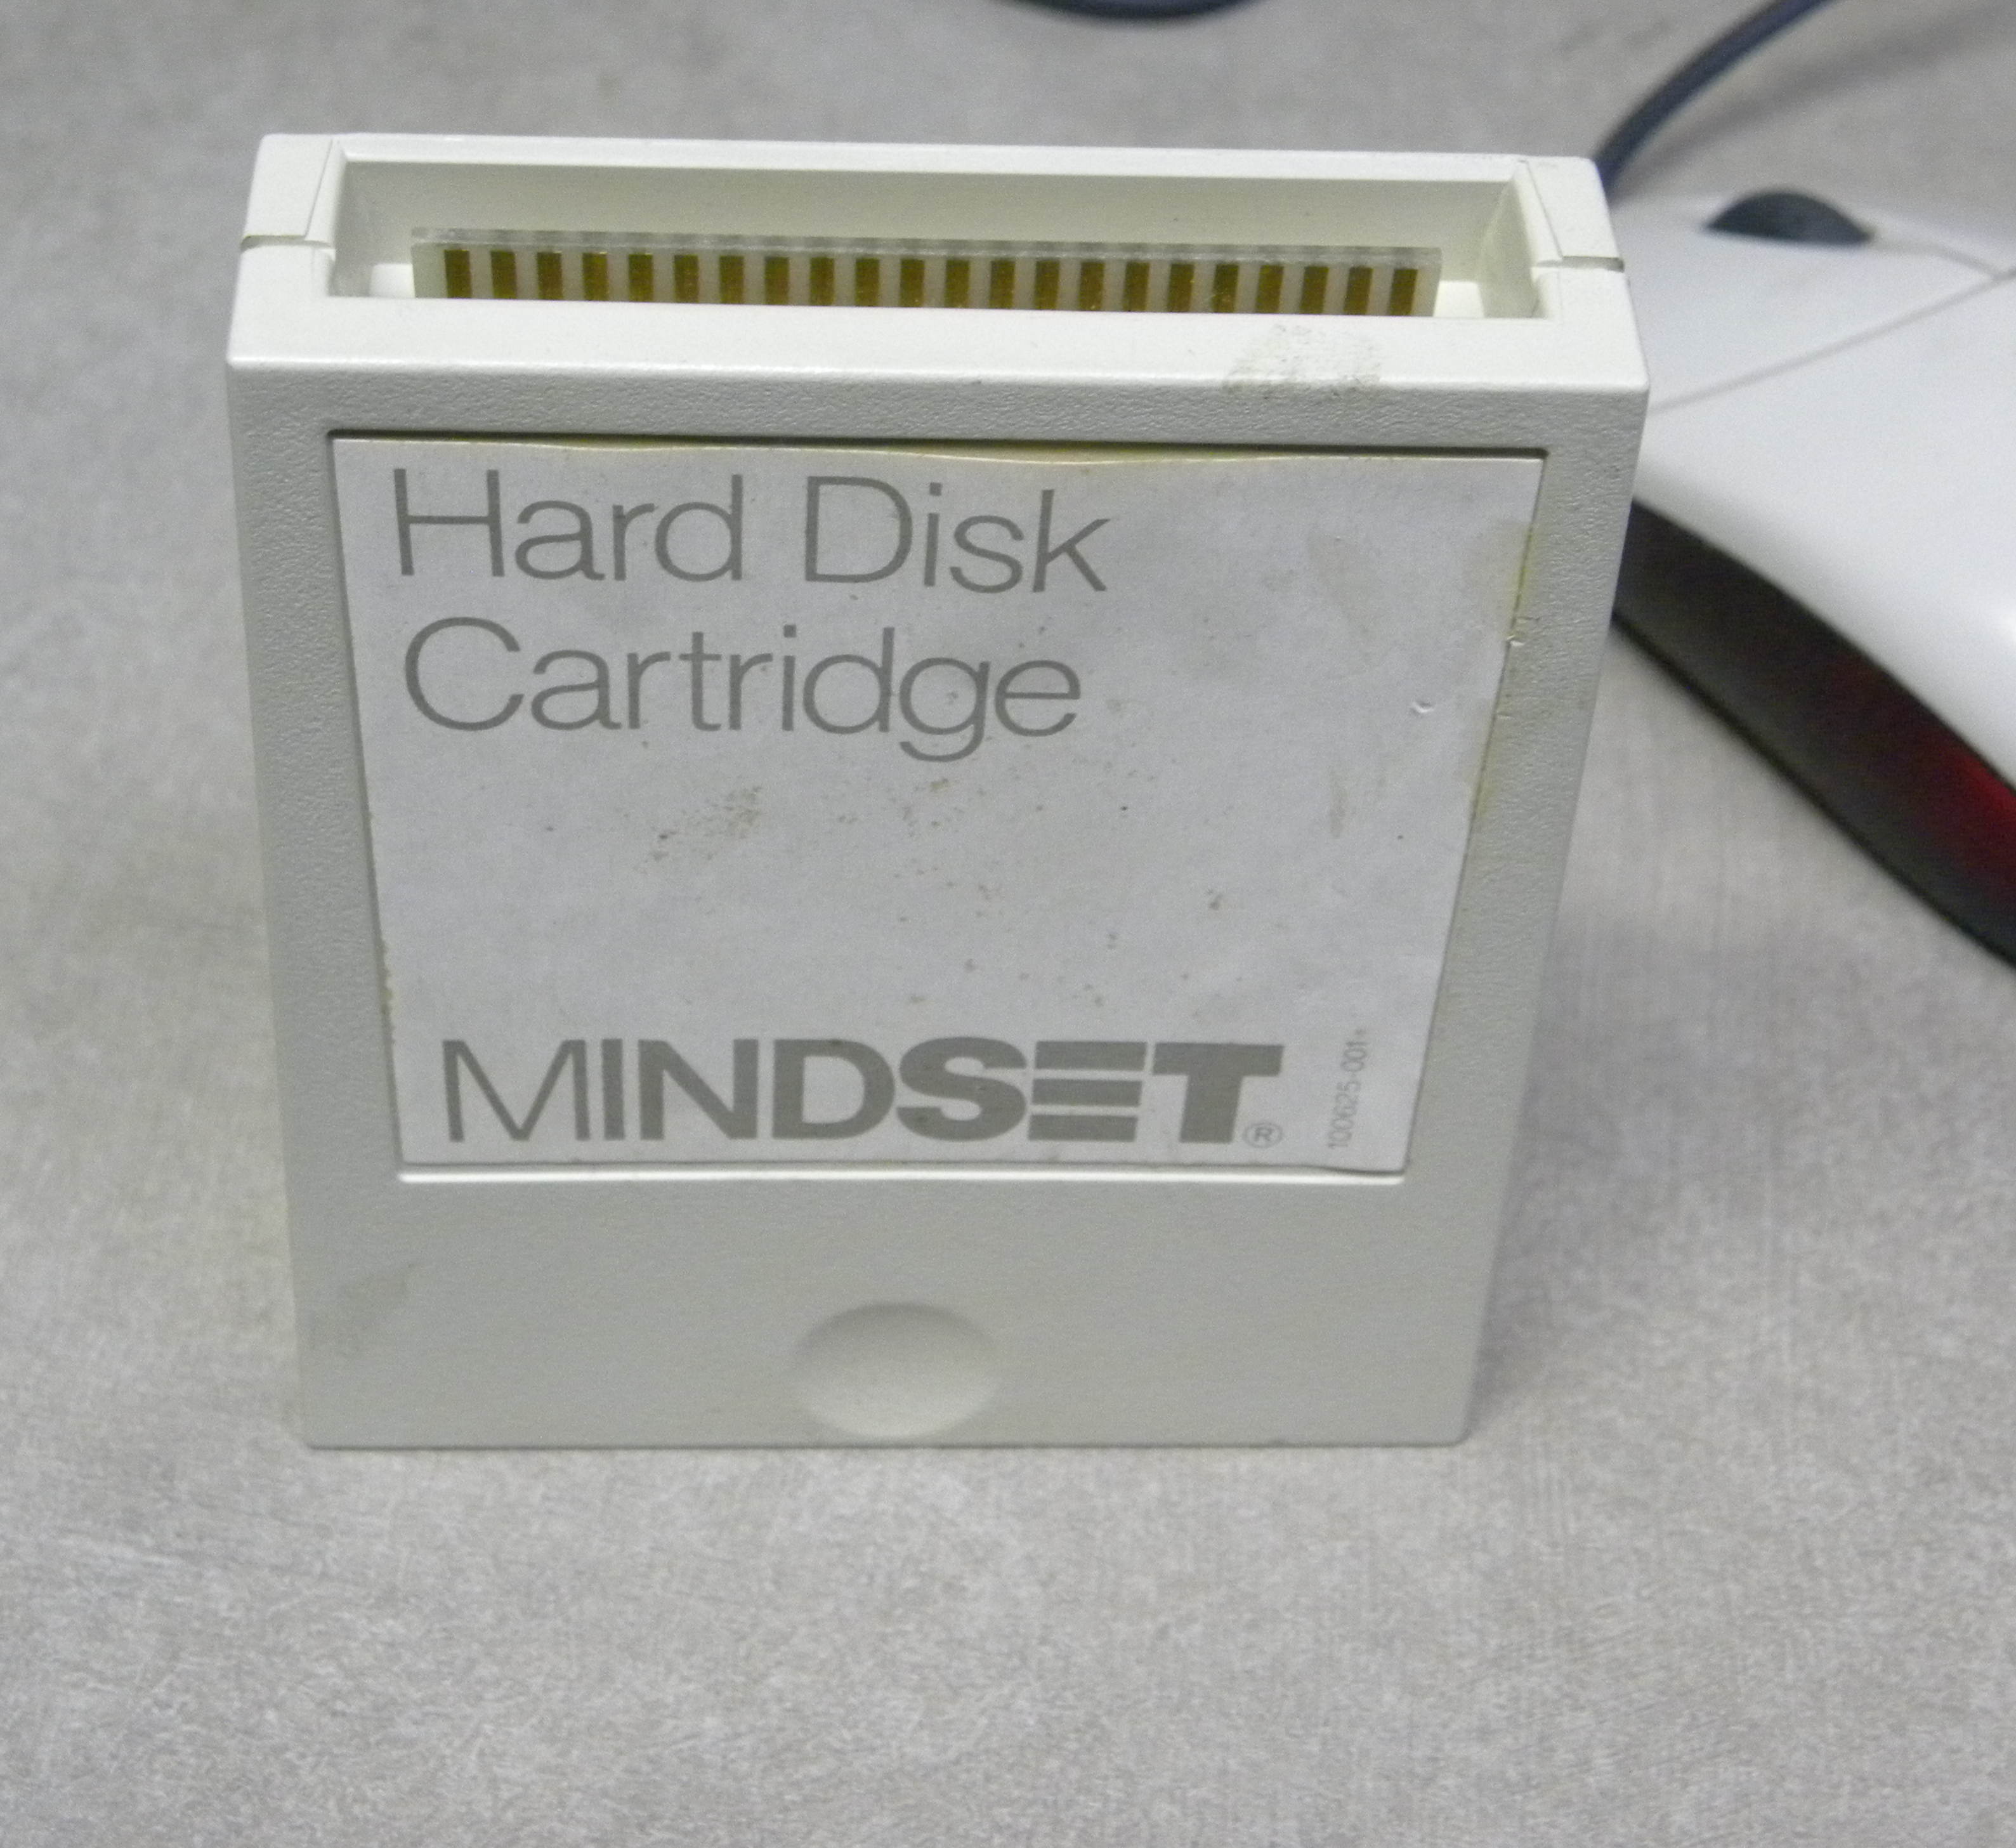 Hard Disk
Cartridge
MINDSET®
100625-001